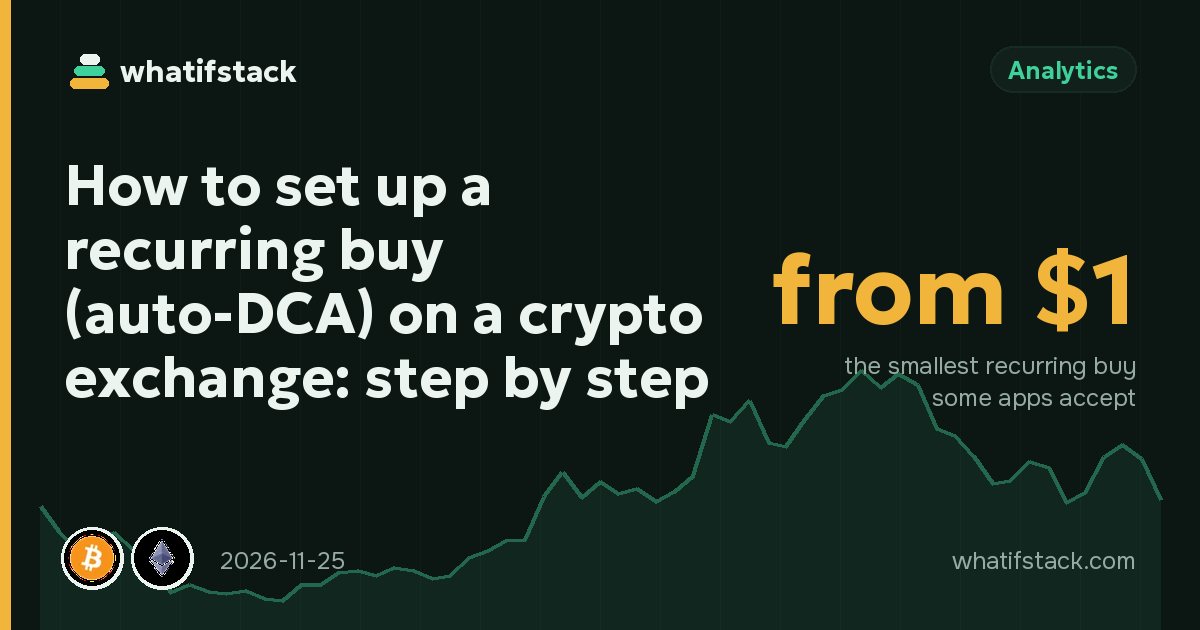 whatifstack
Analytics
How to set up a
recurring buy
(auto-DCA) on a crypto
exchange: step by step
from $1
the smallest recurring buy
some apps accept
2026-11-25
whatifstack.com